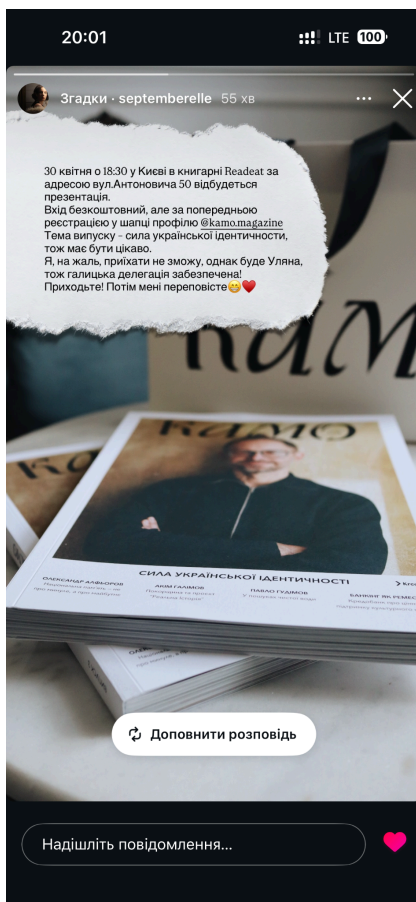 20:01
LTE 100
Згадки · septemberelle 55 хв
30 квітня о 18:30 у Києві в книгарні Readeat за
адресою вул.Антоновича 50 відбудеться
презентація.
Вхід безкоштовний, але за попередньою
реєстрацією у шапці профілю @kamo.magazine
Тема випуску - сила української ідентичности,
тож має бути цікаво.
Я, на жаль, приїхати не зможу, однак буде Уляна,
тож галицька делегація забезпечена!
Приходьте! Потім мені переповісте😁❤️
КАМО
КАМО
СИЛА УКРАЇНСЬКОЇ ІДЕНТИЧНОСТІ
ОЛЕКСАНДР АЛФЬОРОВ
АКІМ ГАЛІМОВ
ПАВЛО ГУДІМОВ
Доповнити розповідь
Надішліть повідомлення...